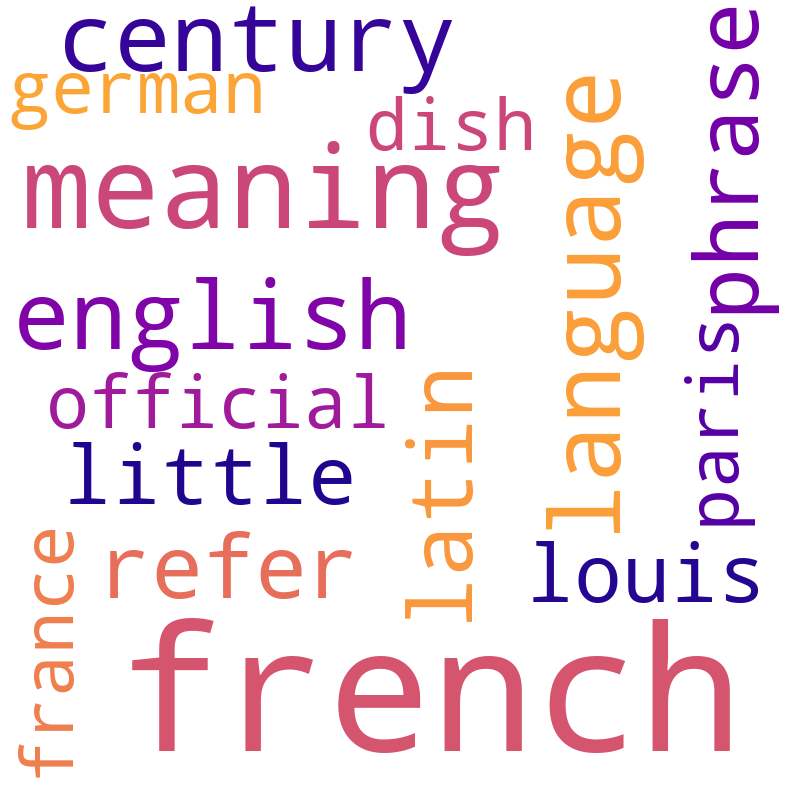 century
german
dish
meaning
language
phrase
english
official
little
latin
paris
refer
louis
france
french